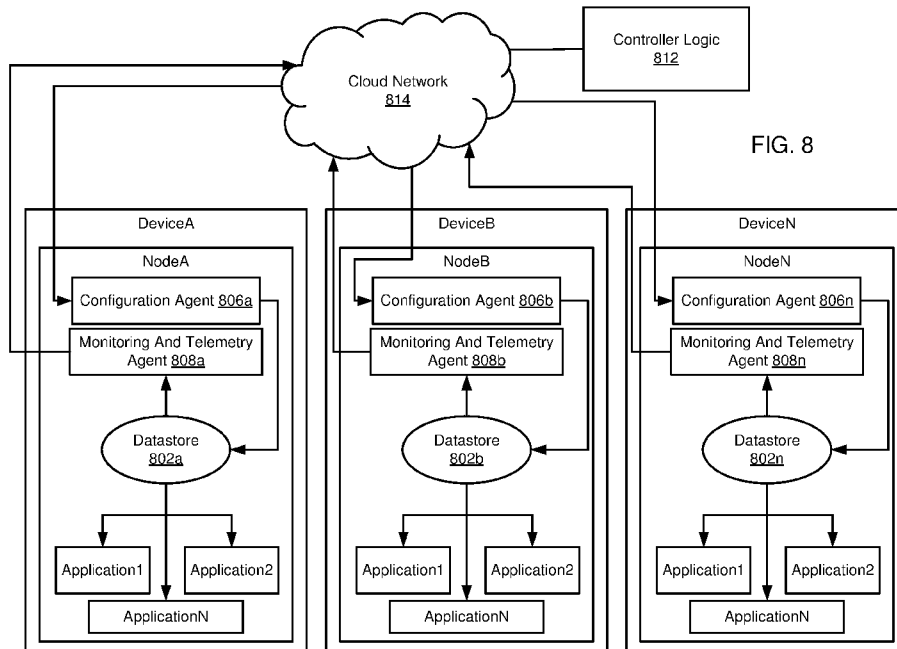 Controller Logic
812
Cloud Network
814
FIG. 8
DeviceA
NodeA
Configuration Agent 806a
Monitoring And Telemetry
Agent 808a
Datastore
802a
Application1
Application2
ApplicationN
DeviceB
NodeB
Configuration Agent 806b
Monitoring And Telemetry
Agent 808b
Datastore
802b
Application1
Application2
ApplicationN
DeviceN
NodeN
Configuration Agent 806n
Monitoring And Telemetry
Agent 808n
Datastore
802n
Application1
Application2
ApplicationN